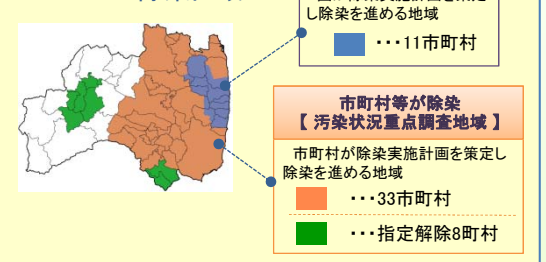 し除染を進める地域
・・・11市町村
市町村等が除染
【 汚染状況重点調査地域 】
市町村が除染実施計画を策定し
除染を進める地域
・・・33市町村
・・・指定解除8町村